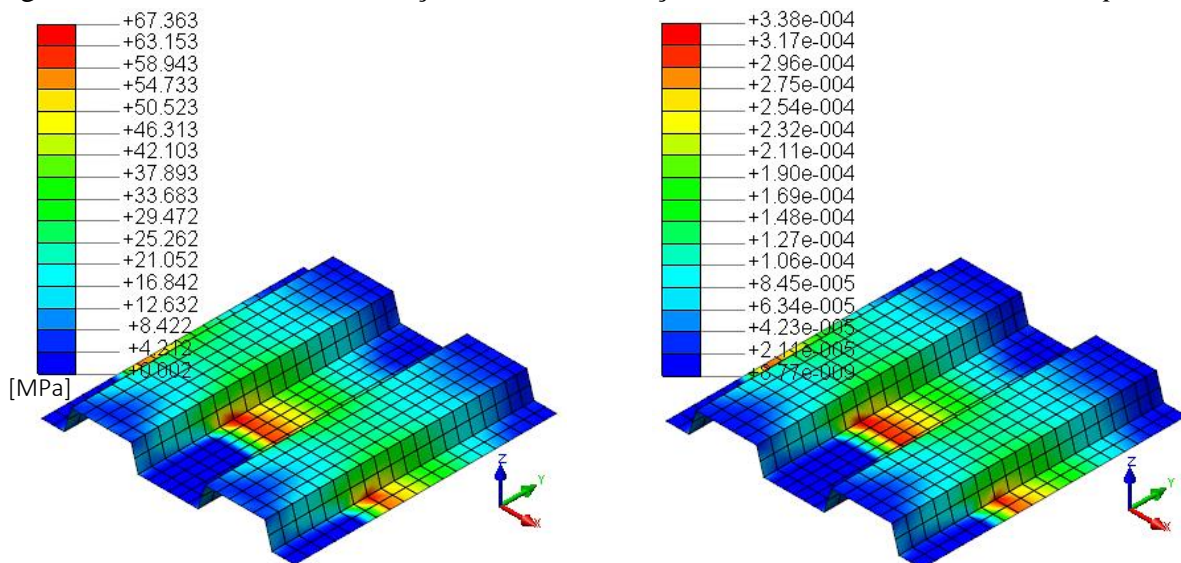 +67.363
+63.153
+58.943
+54.733
+50.523
+46.313
+42.103
+37.893
+33.683
+29.472
+25.262
+21.052
+16.842
+12.632
+8.422
+4.212
+0.002
[MPa]
Z
Y
X
+3.38e-004
+3.17e-004
+2.96e-004
+2.75e-004
+2.54e-004
+2.32e-004
+2.11e-004
+1.90e-004
+1.69e-004
+1.48e-004
+1.27e-004
+1.06e-004
+8.45e-005
+6.34e-005
+4.23e-005
+2.11e-005
+8.77e-009
Z
Y
X